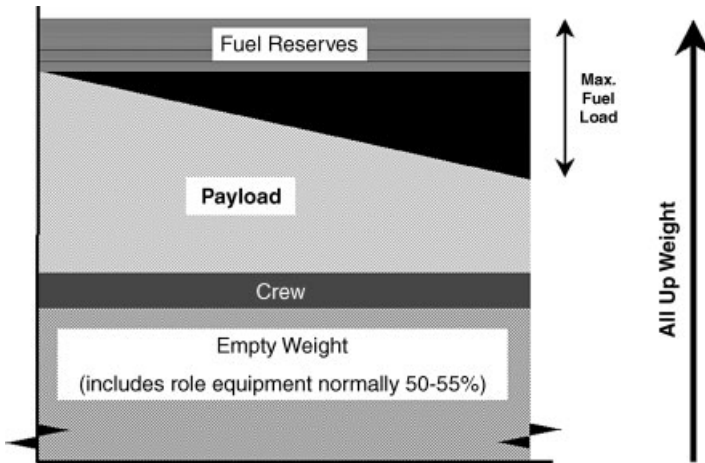 Fuel Reserves
Max.
Fuel
Load
Payload
All Up Weight
Crew
Empty Weight
(includes role equipment normally 50-55%)